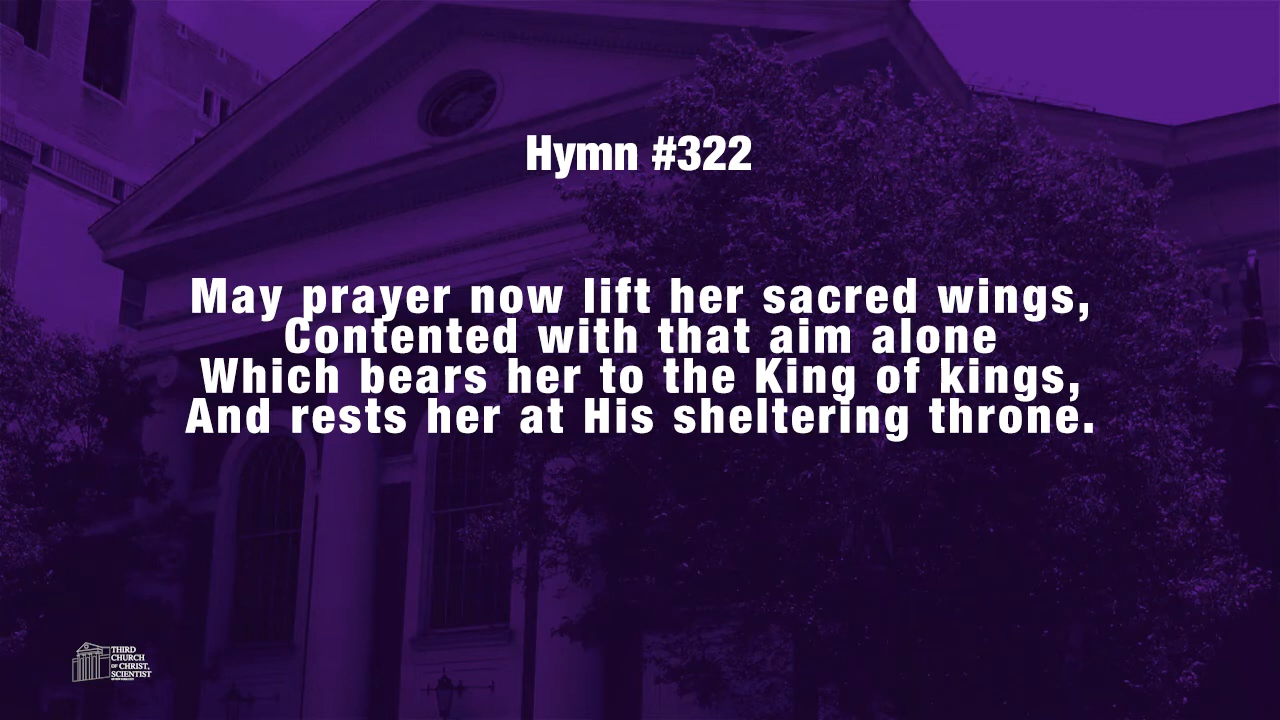 Hymn #322
May prayer now lift her sacred wings,
Contented with that aim alone
Which bears her to the King of kings,
And rests her at His sheltering throne.
THIRD
CHURCH
OF CHRIST,
SCIENTIST